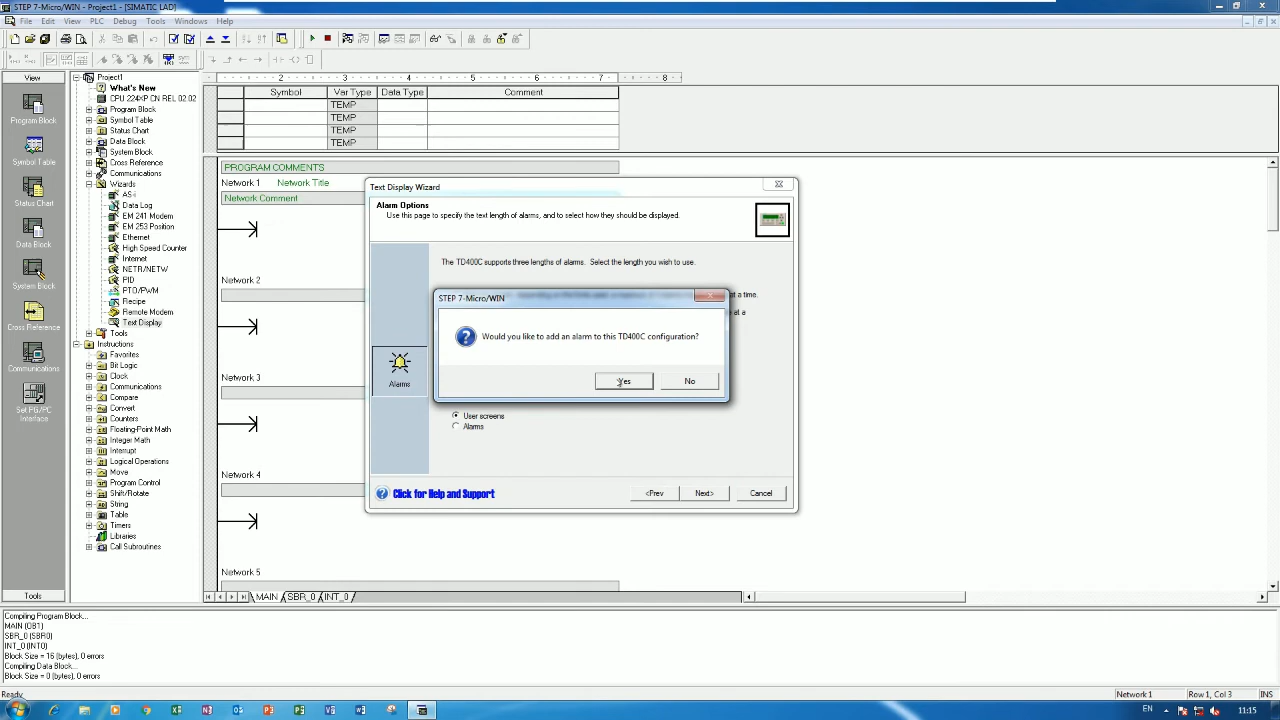 STEP 7-Micro/WIN - Project1 - [SIMATIC LAD]
File Edit View PLC Debug Tools Windows Help
View
Program Block
Symbol Table
Status Chart
Data Block
System Block
Cross Reference
Communications
Set PG/PC
Interface
Tools
Project1
What's New
CPU 224XP CN REL 02.02
Program Block
Symbol Table
Status Chart
Data Block
System Block
Cross Reference
Communications
Wizards
AS-i
Data Log
EM 241 Modem
EM 253 Position
Ethernet
High Speed Counter
Internet
NETR/NETW
PID
PTO/PWM
Recipe
Remote Modem
Text Display
Tools
Instructions
Favorites
Bit Logic
Clock
Communications
Compare
Convert
Counters
Floating-Point Math
Integer Math
Interrupt
Logical Operations
Move
Program Control
Shift/Rotate
String
Table
Timers
Libraries
Call Subroutines
2 3 4 5 6 7 8
Symbol Var Type Data Type Comment
TEMP
TEMP
TEMP
TEMP
PROGRAM COMMENTS
Network 1 Network Title
Network Comment
Network 2
Network 3
Network 4
Network 5
MAIN SBR_0 INT_0
Text Display Wizard
Alarm Options
Use this page to specify the text length of alarms, and to select how they should be displayed.
The TD400C supports three lengths of alarms. Select the length you wish to use.
at a time.
at a
STEP 7-Micro/WIN
Would you like to add an alarm to this TD400C configuration?
Yes No
Alarms
User screens
Alarms
Click for Help and Support
<Prev Next> Cancel
Compiling Program Block...
MAIN (OB1)
SBR_0 (SBR0)
INT_0 (INT0)
Block Size = 16 (bytes), 0 errors
Compiling Data Block...
Block Size = 0 (bytes), 0 errors
Ready
Network 1 Row 1, Col 3 INS
EN 11:15